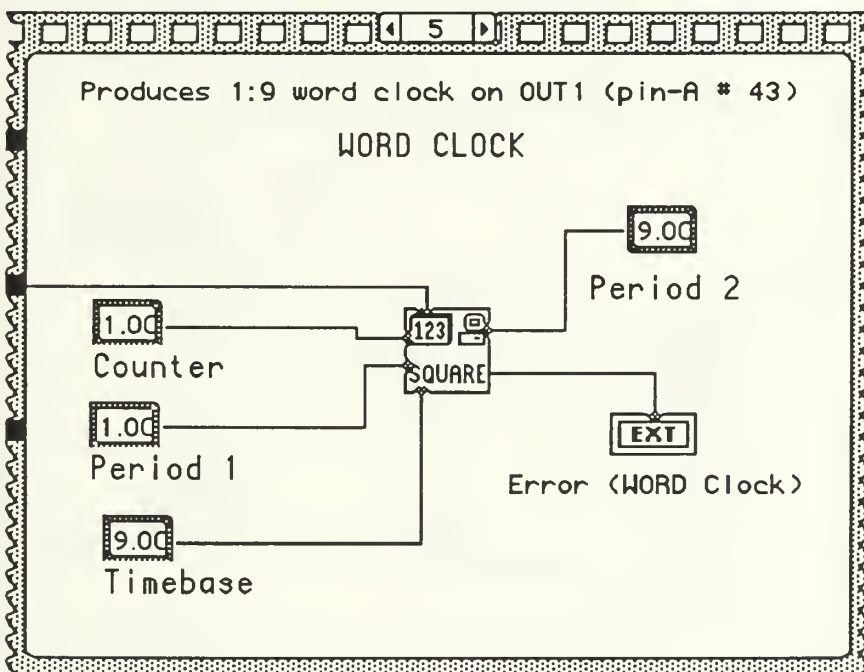 5
Produces 1:9 word clock on OUT1 (pin-A # 43)
WORD CLOCK
9.00
Period 2
1.00
Counter
123
SQUARE
1.00
Period 1
EXT
Error (WORD Clock)
9.00
Timebase